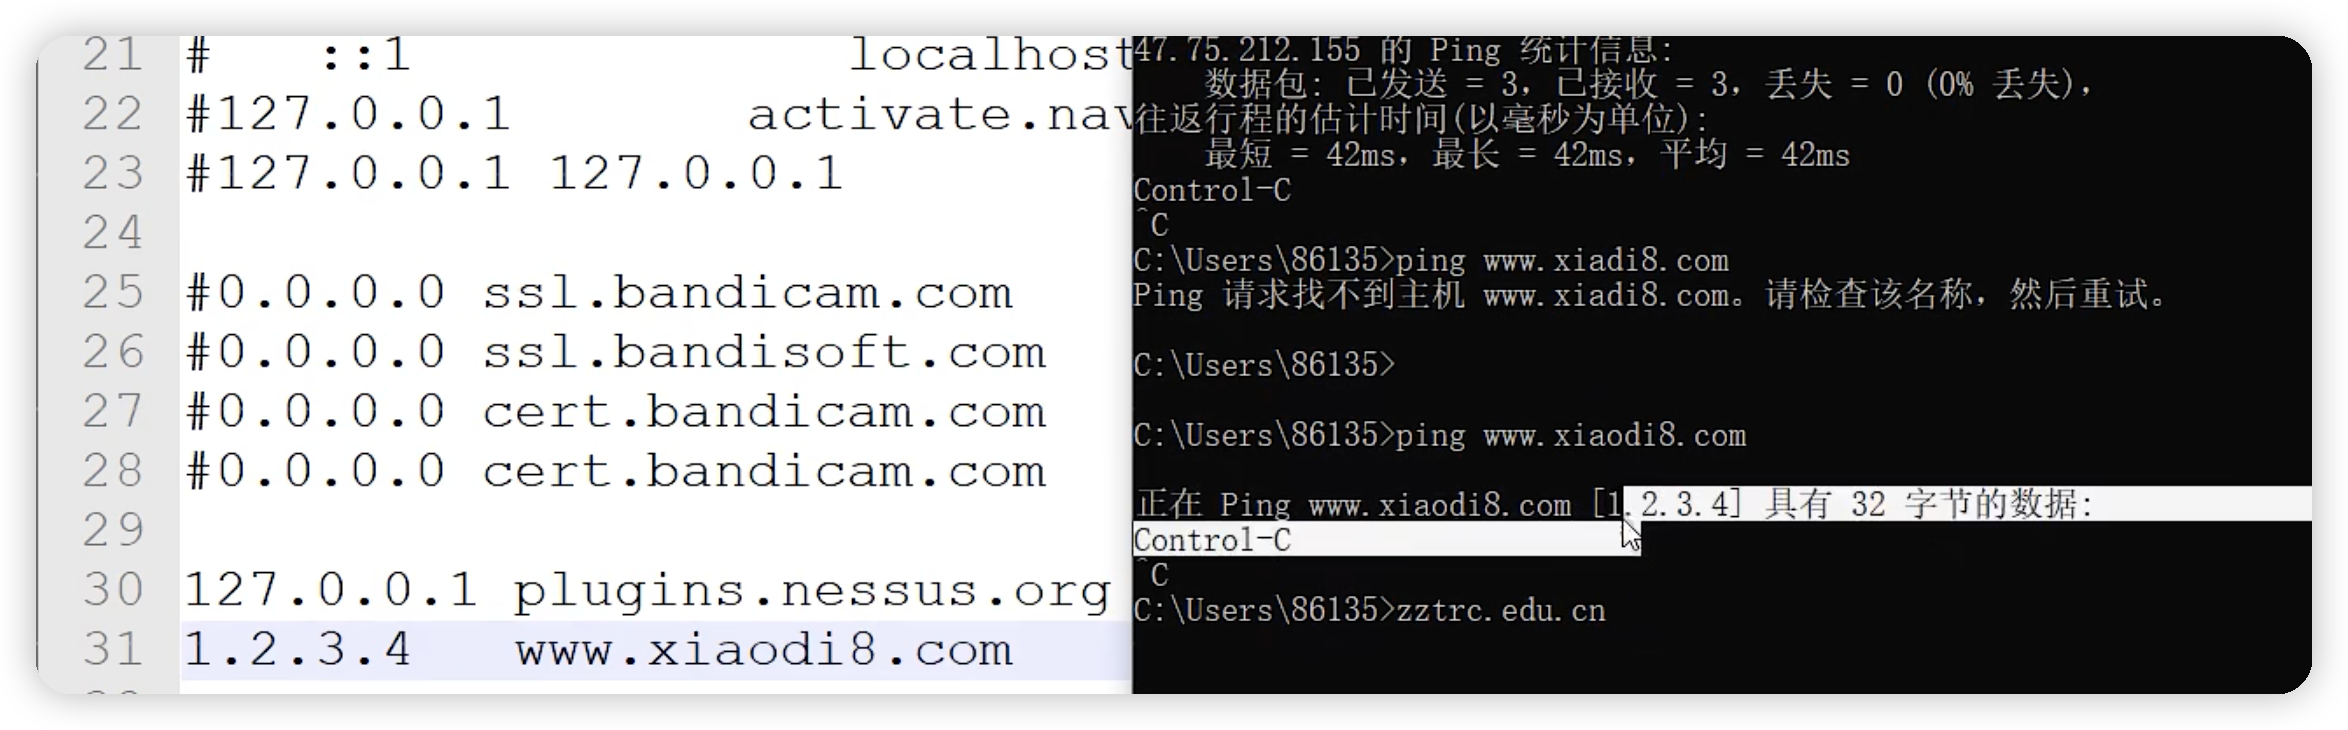 21 #   ::1             localhost
22 #127.0.0.1       activate.nav
23 #127.0.0.1 127.0.0.1
24
25 #0.0.0.0 ssl.bandicam.com
26 #0.0.0.0 ssl.bandisoft.com
27 #0.0.0.0 cert.bandicam.com
28 #0.0.0.0 cert.bandicam.com
29
30 127.0.0.1 plugins.nessus.org
31 1.2.3.4   www.xiaodi8.com
47.75.212.155 的 Ping 统计信息:
    数据包: 已发送 = 3，已接收 = 3，丢失 = 0 (0% 丢失)，
往返行程的估计时间(以毫秒为单位):
    最短 = 42ms，最长 = 42ms，平均 = 42ms
Control-C
^C
C:\Users\86135>ping www.xiadi8.com
Ping 请求找不到主机 www.xiadi8.com。请检查该名称，然后重试。
C:\Users\86135>
C:\Users\86135>ping www.xiaodi8.com
正在 Ping www.xiaodi8.com [1.2.3.4] 具有 32 字节的数据:
Control-C
^C
C:\Users\86135>zztrc.edu.cn